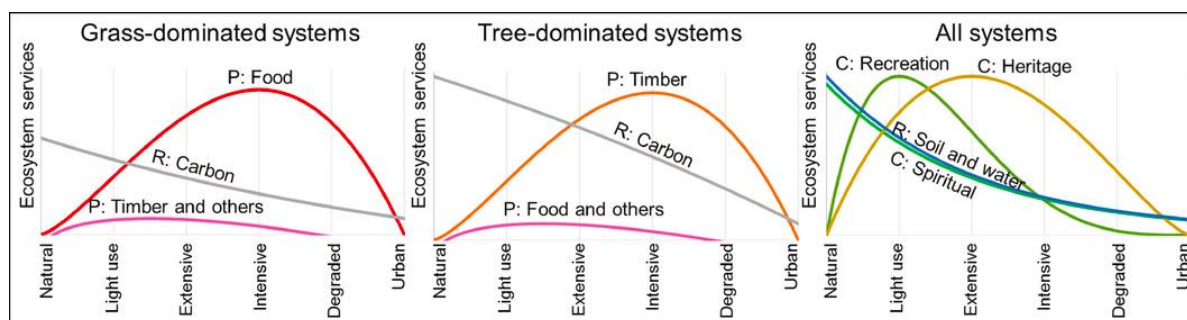 Grass-dominated systems
Ecosystem services
P: Food
R: Carbon
P: Timber and others
Natural
Light use
Extensive
Intensive
Degraded
Urban
Tree-dominated systems
Ecosystem services
P: Timber
R: Carbon
P: Food and others
Natural
Light use
Extensive
Intensive
Degraded
Urban
All systems
Ecosystem services
C: Recreation
C: Heritage
R: Soil and water
C: Spiritual
Natural
Light use
Extensive
Intensive
Degraded
Urban